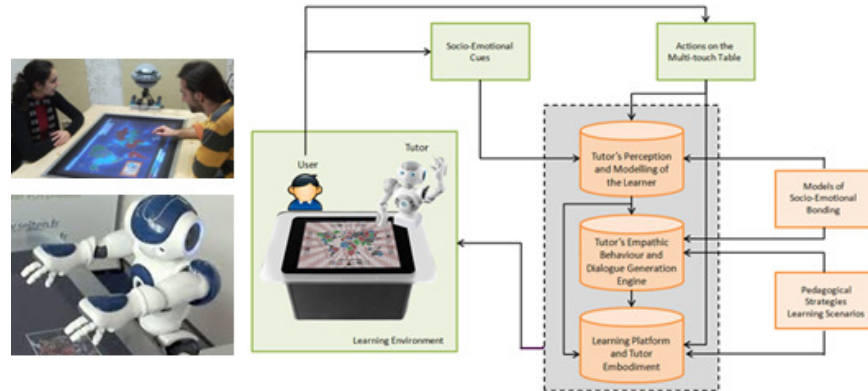 Socio-Emotional
Cues
Actions on the
Multi-touch Table
User
Tutor
Tutor's Perception
and Modelling of
the Learner
Models of
Socio-Emotional
Bonding
Tutor's Empathic
Behaviour and
Dialogue Generation
Engine
Pedagogical
Strategies
Learning Scenarios
Learning Platform
and Tutor
Embodiment
Learning Environment